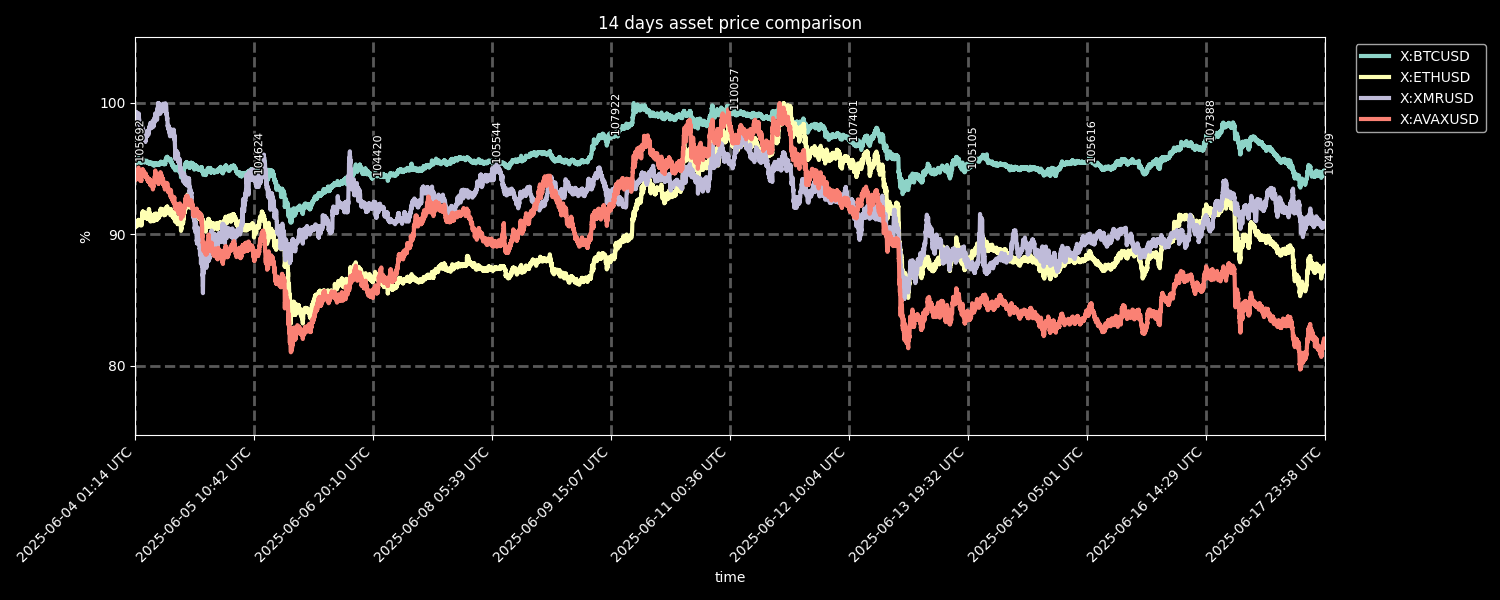 14 days asset price comparison
X:BTCUSD
X:ETHUSD
X:XMRUSD
X:AVAXUSD
%
100
90
80
105692
104624
104420
105344
107922
110057
107401
105105
105616
107388
104599
2025-06-04 01:14 UTC
2025-06-05 10:42 UTC
2025-06-06 20:10 UTC
2025-06-08 05:39 UTC
2025-06-09 15:07 UTC
2025-06-11 00:36 UTC
2025-06-12 10:04 UTC
2025-06-13 19:32 UTC
2025-06-15 05:01 UTC
2025-06-16 14:29 UTC
2025-06-17 23:58 UTC
time